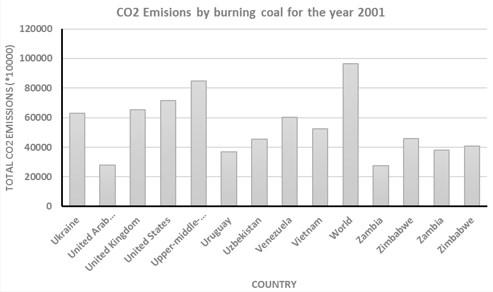 CO2 Emisions by burning coal for the year 2001
TOTAL CO2 EMISSIONS (*10000)
120000
100000
80000
60000
40000
20000
0
Ukraine
United Arab...
United Kingdom
United States
Upper-middle-...
Uruguay
Uzbekistan
Venezuela
Vietnam
World
Zambia
Zimbabwe
Zambia
Zimbabwe
COUNTRY